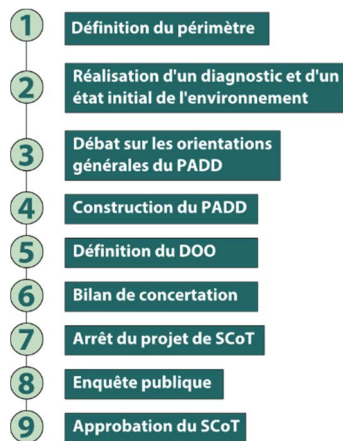 1 Définition du périmètre
2 Réalisation d'un diagnostic et d'un
état initial de l'environnement
3 Débat sur les orientations
générales du PADD
4 Construction du PADD
5 Définition du DOO
6 Bilan de concertation
7 Arrêt du projet de SCoT
8 Enquête publique
9 Approbation du SCoT